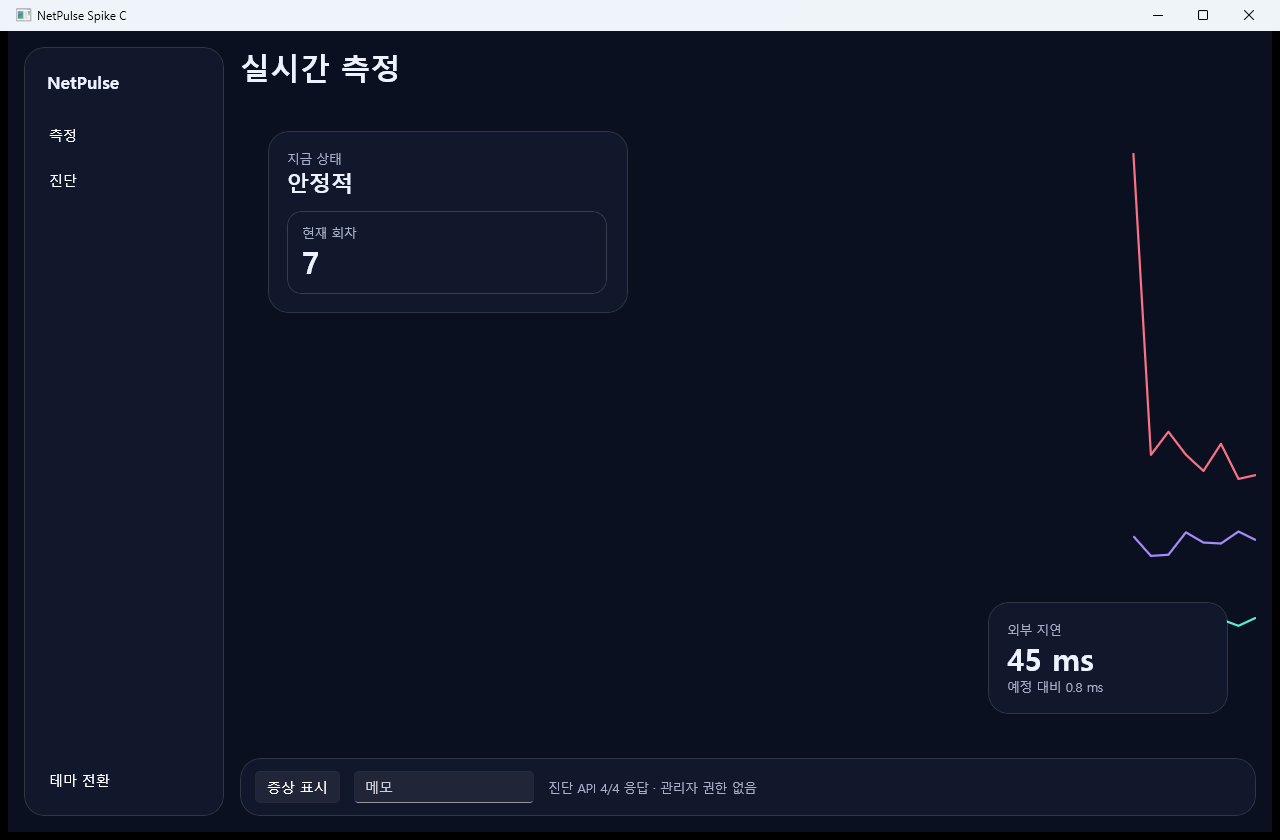 NetPulse Spike C
NetPulse
측정
진단
테마 전환
실시간 측정
지금 상태
안정적
현재 회차
7
외부 지연
45 ms
예정 대비 0.8 ms
증상 표시
메모
진단 API 4/4 응답 · 관리자 권한 없음